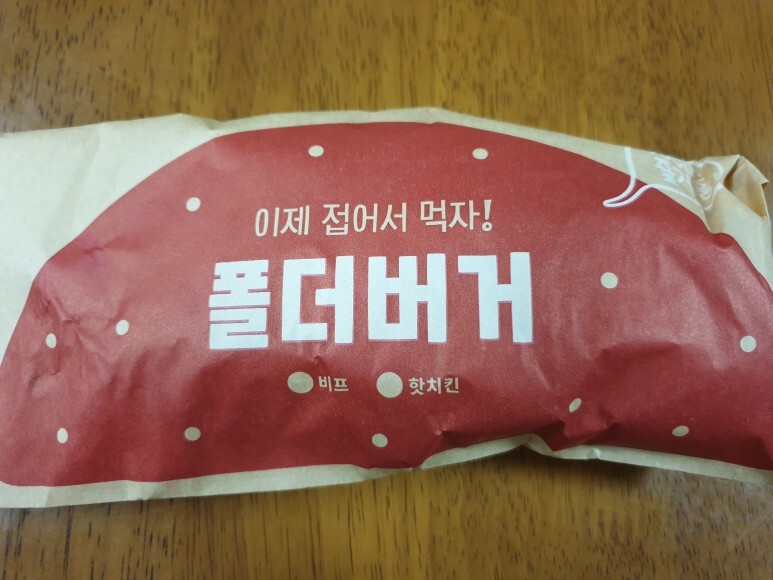 이제 접어서 먹자!
폴더버거
비프 핫치킨